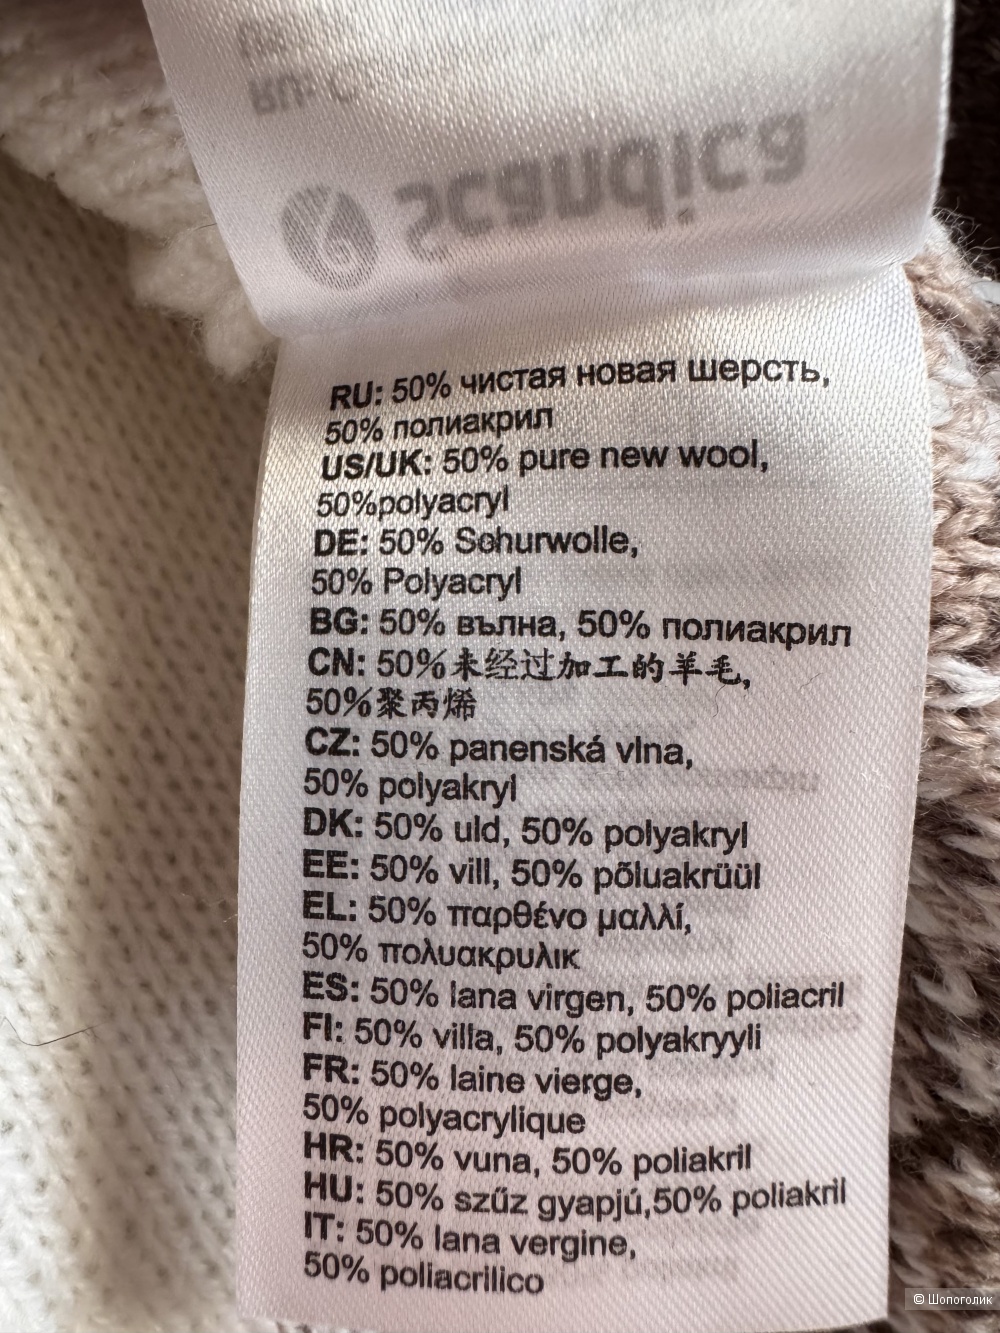 Scandica
RU: 50% чистая новая шерсть,
50% полиакрил
US/UK: 50% pure new wool,
50%polyacryl
DE: 50% Schurwolle,
50% Polyacryl
BG: 50% вълна, 50% полиакрил
CN: 50%未经过加工的羊毛,
50%聚丙烯
CZ: 50% panenská vlna,
50% polyakryl
DK: 50% uld, 50% polyakryl
EE: 50% vill, 50% põluakrüül
EL: 50% παρθένο μαλλί,
50% πολυακρυλικ
ES: 50% lana virgen, 50% poliacril
FI: 50% villa, 50% polyakryyli
FR: 50% laine vierge,
50% polyacrylique
HR: 50% vuna, 50% poliakril
HU: 50% szűz gyapjú,50% poliakril
IT: 50% lana vergine,
50% poliacrilico
© Шопоголик